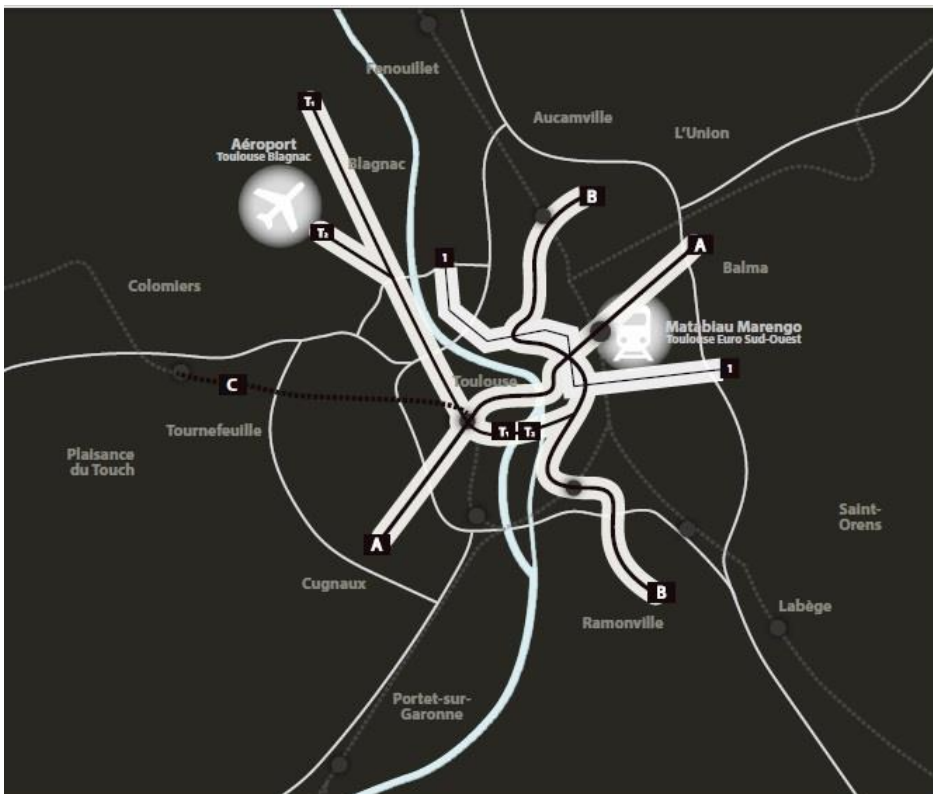 Fenouillet
T₁
Aucamville
L'Union
Aéroport
Toulouse Blagnac
Blagnac
B
T₂
A
1
Balma
Colomiers
Matabiau Marengo
Toulouse Euro Sud-Ouest
1
C
Toulouse
Tournefeuille
T₁
T₂
Plaisance
du Touch
A
Saint-
Orens
Cugnaux
B
Labège
Ramonville
Portet-sur-
Garonne